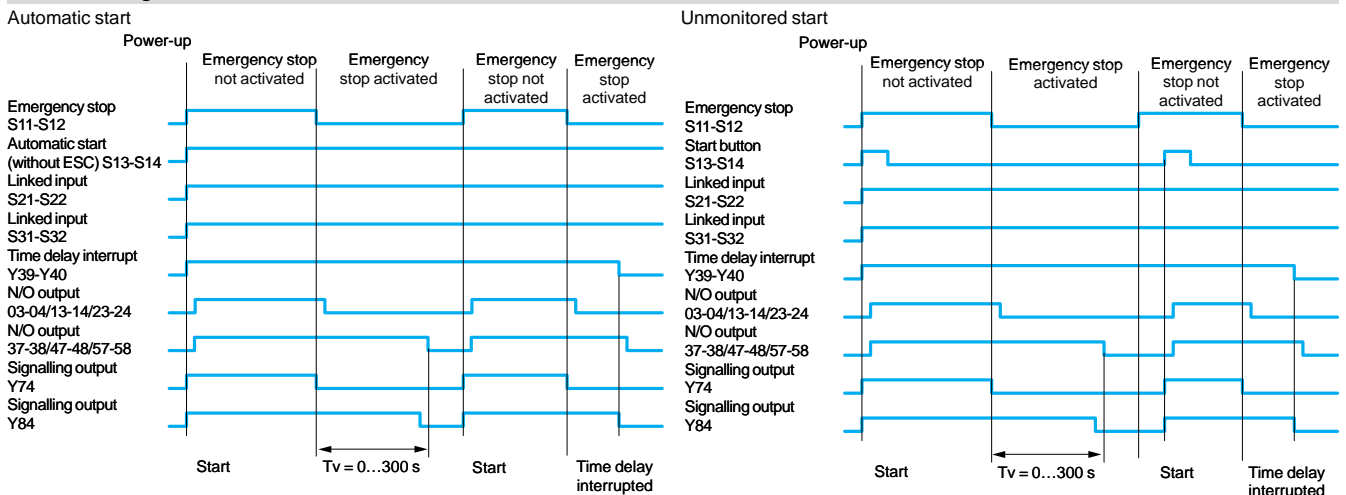 Automatic start
Power-up
Emergency stop
not activated
Emergency
stop activated
Emergency
stop not
activated
Emergency
stop
activated
Emergency stop
S11-S12
Automatic start
(without ESC) S13-S14
Linked input
S21-S22
Linked input
S31-S32
Time delay interrupt
Y39-Y40
N/O output
03-04/13-14/23-24
N/O output
37-38/47-48/57-58
Signalling output
Y74
Signalling output
Y84
Start
Tv = 0…300 s
Start
Time delay
interrupted
Unmonitored start
Power-up
Emergency stop
not activated
Emergency stop
activated
Emergency
stop not
activated
Emergency
stop
activated
Emergency stop
S11-S12
Start button
S13-S14
Linked input
S21-S22
Linked input
S31-S32
Time delay interrupt
Y39-Y40
N/O output
03-04/13-14/23-24
N/O output
37-38/47-48/57-58
Signalling output
Y74
Signalling output
Y84
Start
Tv = 0…300 s
Start
Time delay
interrupted